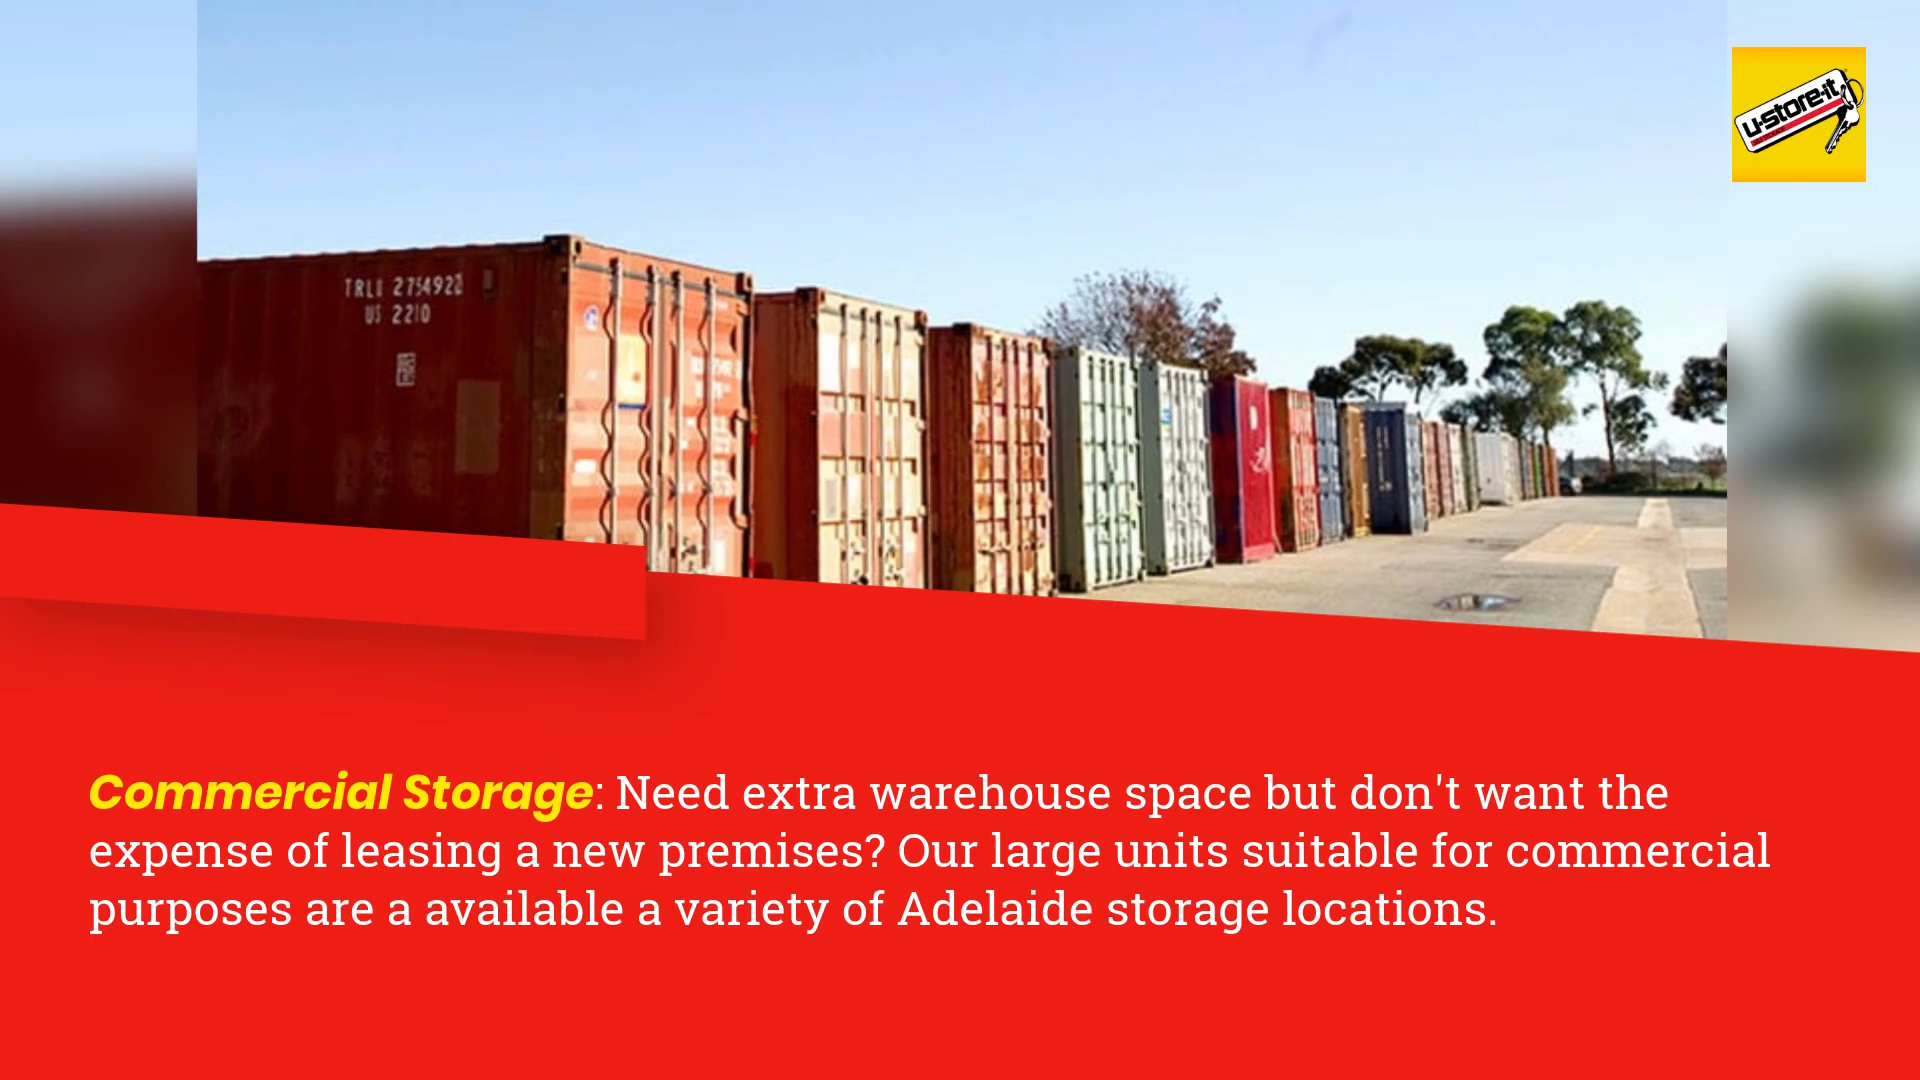 u-store-it
TRLU 2754922
US 2210
Commercial Storage: Need extra warehouse space but don't want the
expense of leasing a new premises? Our large units suitable for commercial
purposes are a available a variety of Adelaide storage locations.